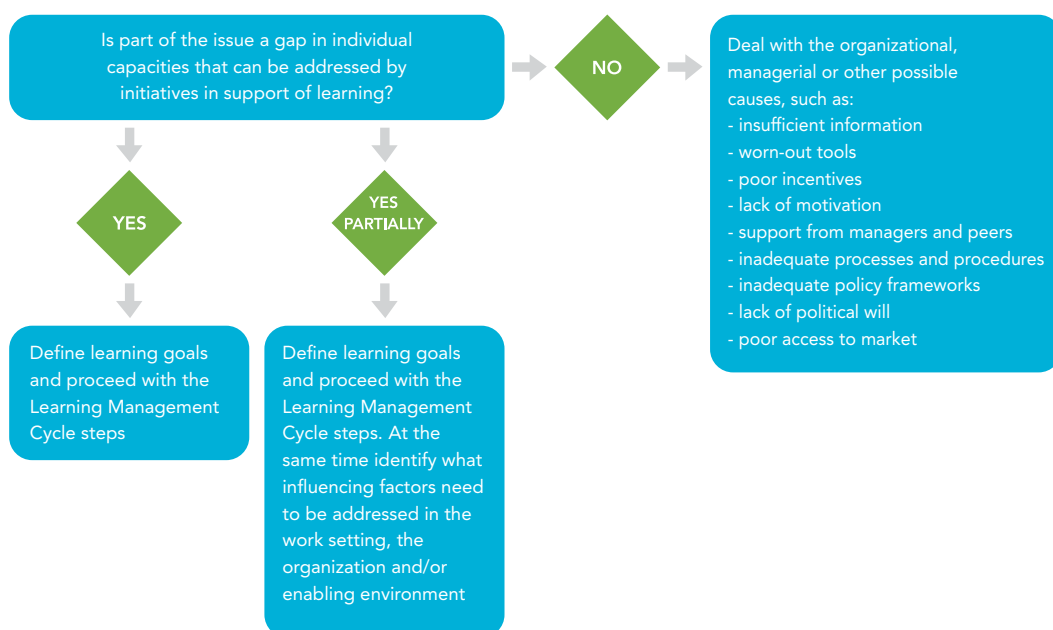 Is part of the issue a gap in individual
capacities that can be addressed by
initiatives in support of learning?
NO
Deal with the organizational,
managerial or other possible
causes, such as:
- insufficient information
- worn-out tools
- poor incentives
- lack of motivation
- support from managers and peers
- inadequate processes and procedures
- inadequate policy frameworks
- lack of political will
- poor access to market
YES
YES
PARTIALLY
Define learning goals
and proceed with the
Learning Management
Cycle steps
Define learning goals
and proceed with the
Learning Management
Cycle steps. At the
same time identify what
influencing factors need
to be addressed in the
work setting, the
organization and/or
enabling environment